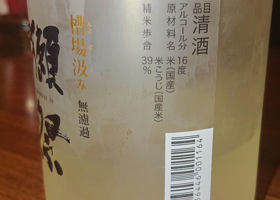 獺祭
槽場汲み
無濾過
品目 清酒
アルコール分 16度
原材料名 米（国産）
米こうじ（国産米）
精米歩合 39%
66446001164